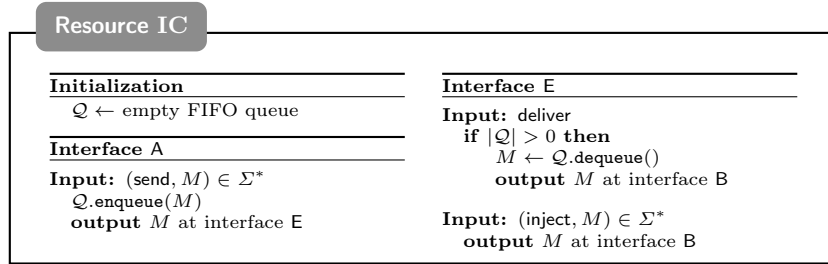 Resource IC
Initialization
𝒬 ← empty FIFO queue
Interface A
Input: (send, M) ∈ Σ*
𝒬.enqueue(M)
output M at interface E
Interface E
Input: deliver
if |𝒬| > 0 then
M ← 𝒬.dequeue()
output M at interface B
Input: (inject, M) ∈ Σ*
output M at interface B